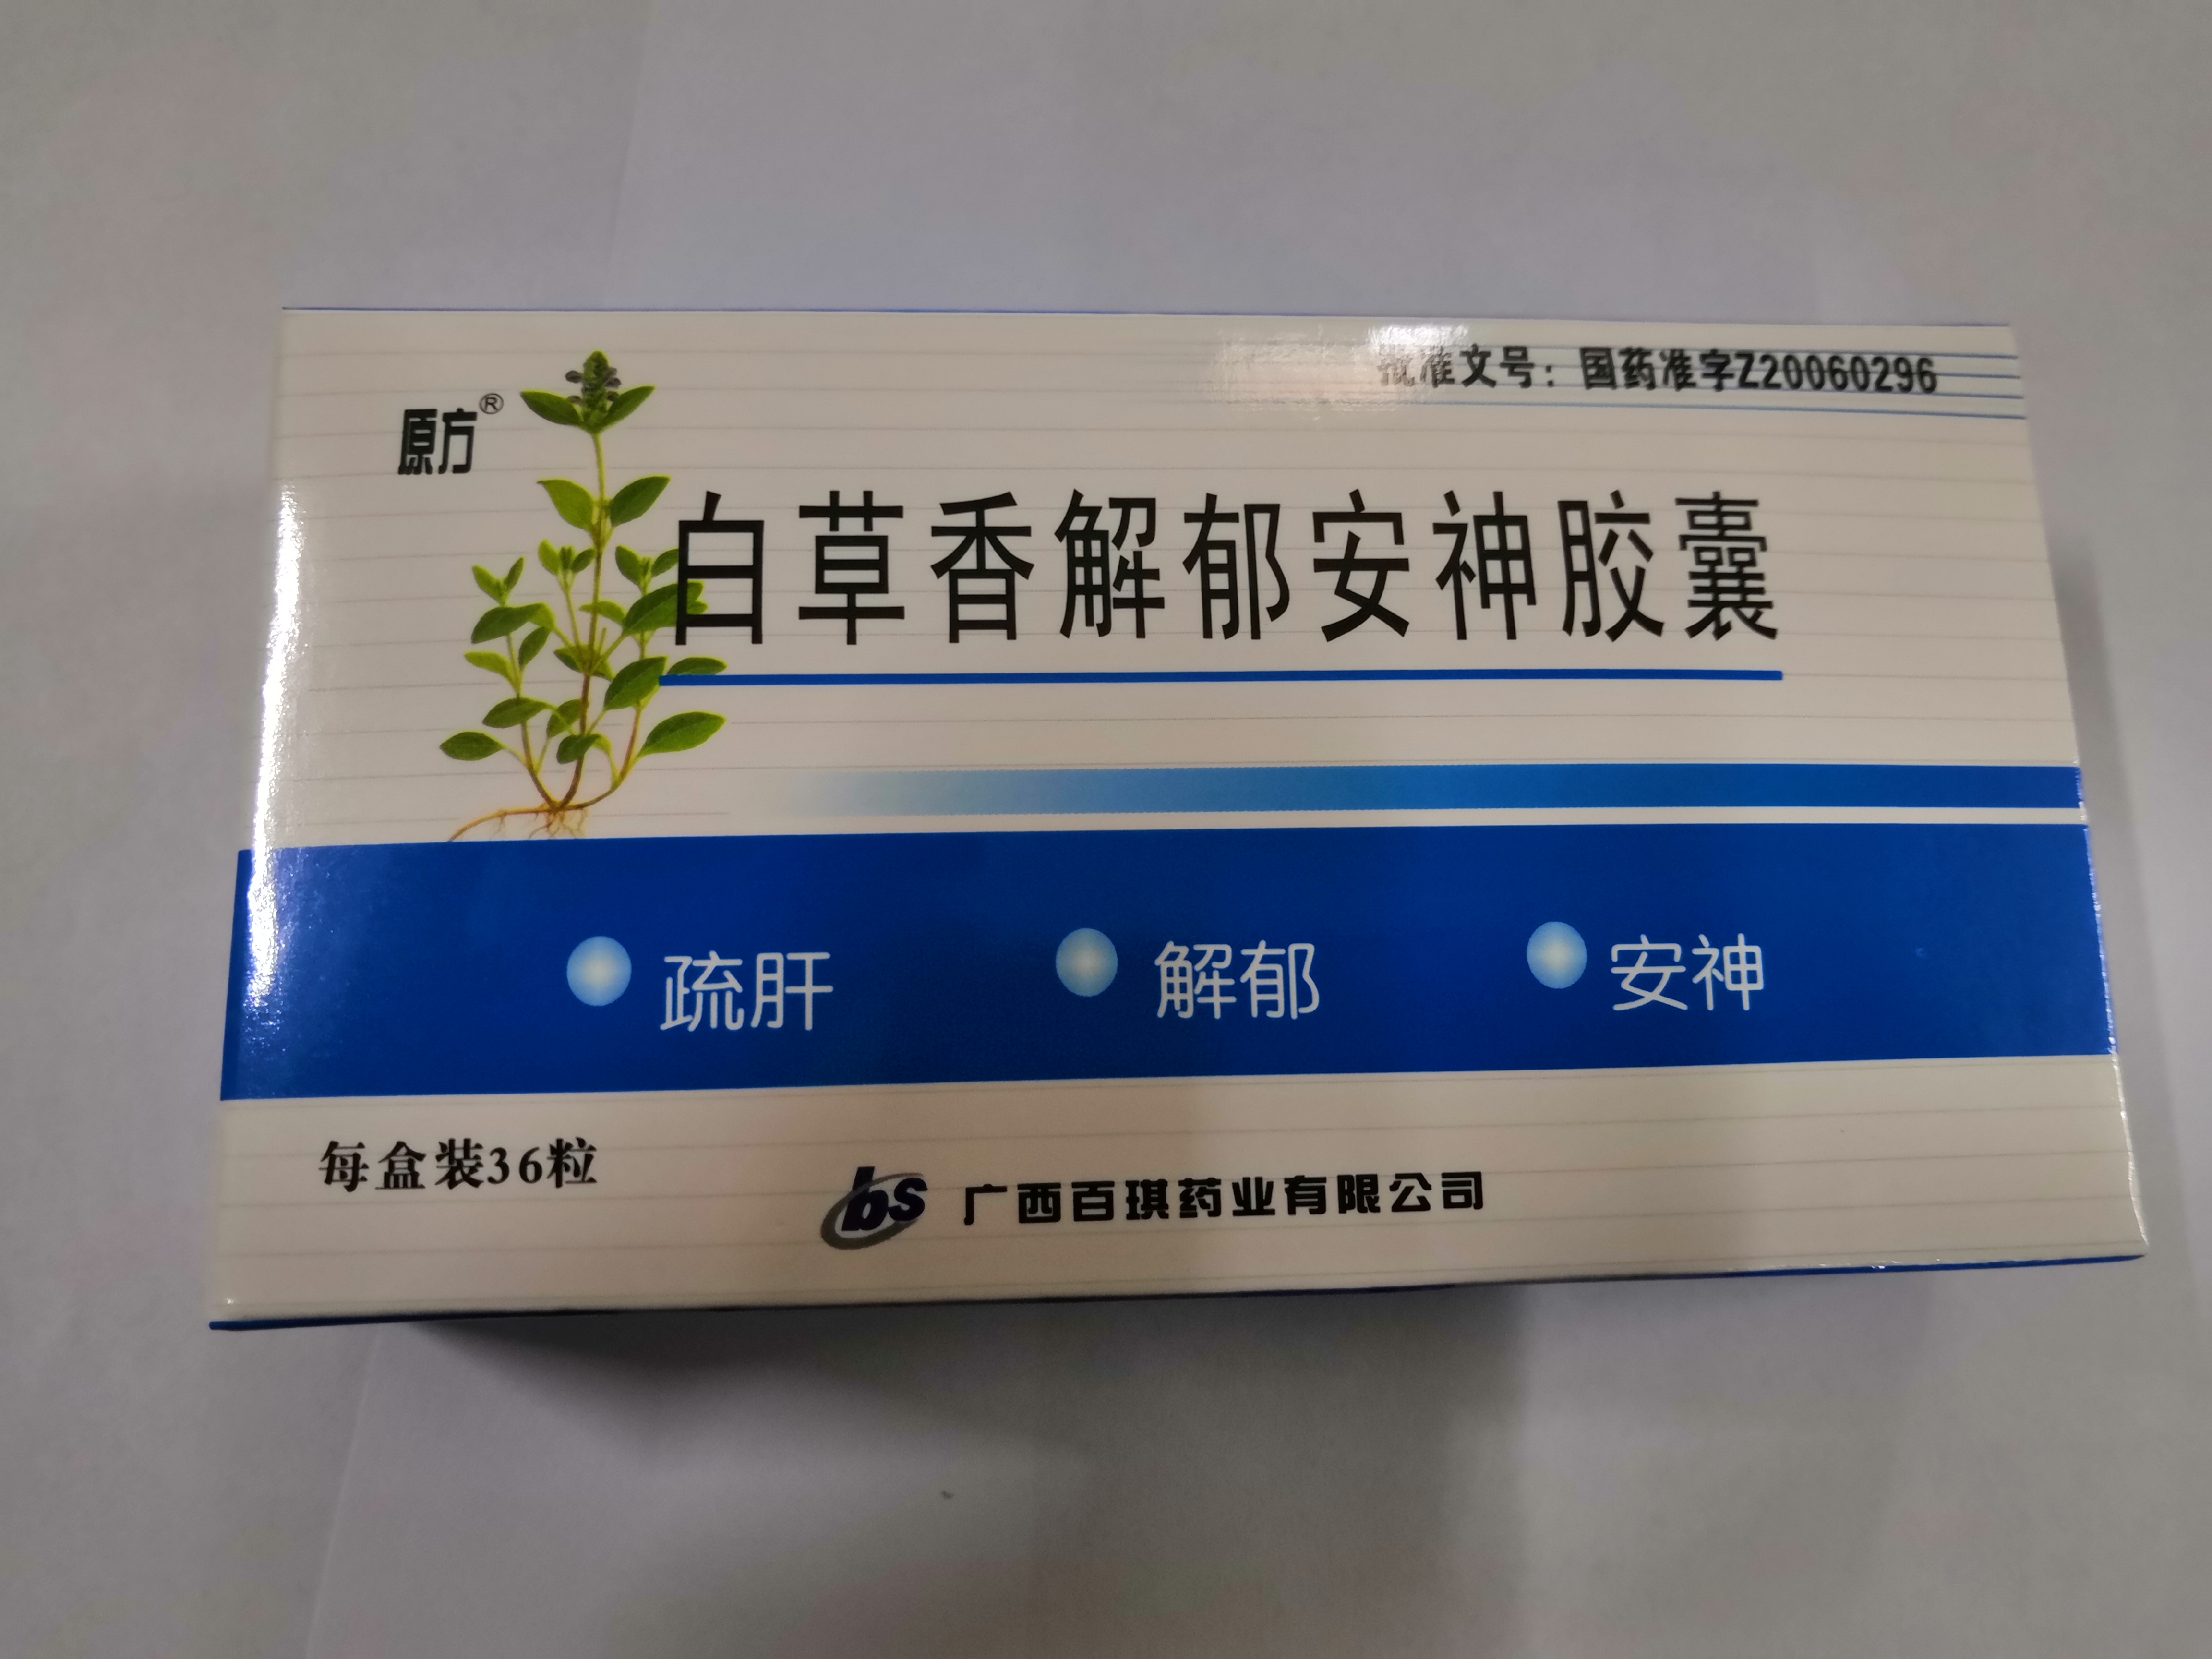 批准文号：国药准字Z20060296
原方®
白草香解郁安神胶囊
疏肝 解郁 安神
每盒装36粒
bs 广西百琪药业有限公司